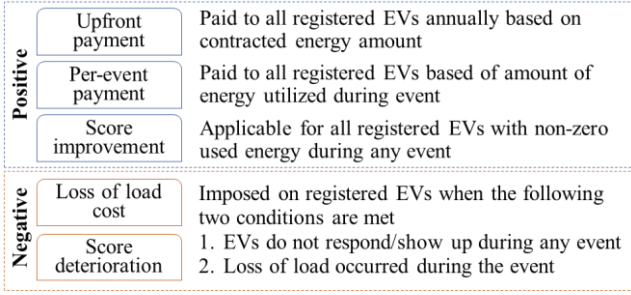 Positive
Upfront
payment
Paid to all registered EVs annually based on
contracted energy amount
Per-event
payment
Paid to all registered EVs based of amount of
energy utilized during event
Score
improvement
Applicable for all registered EVs with non-zero
used energy during any event
Negative
Loss of load
cost
Score
deterioration
Imposed on registered EVs when the following
two conditions are met
1. EVs do not respond/show up during any event
2. Loss of load occurred during the event